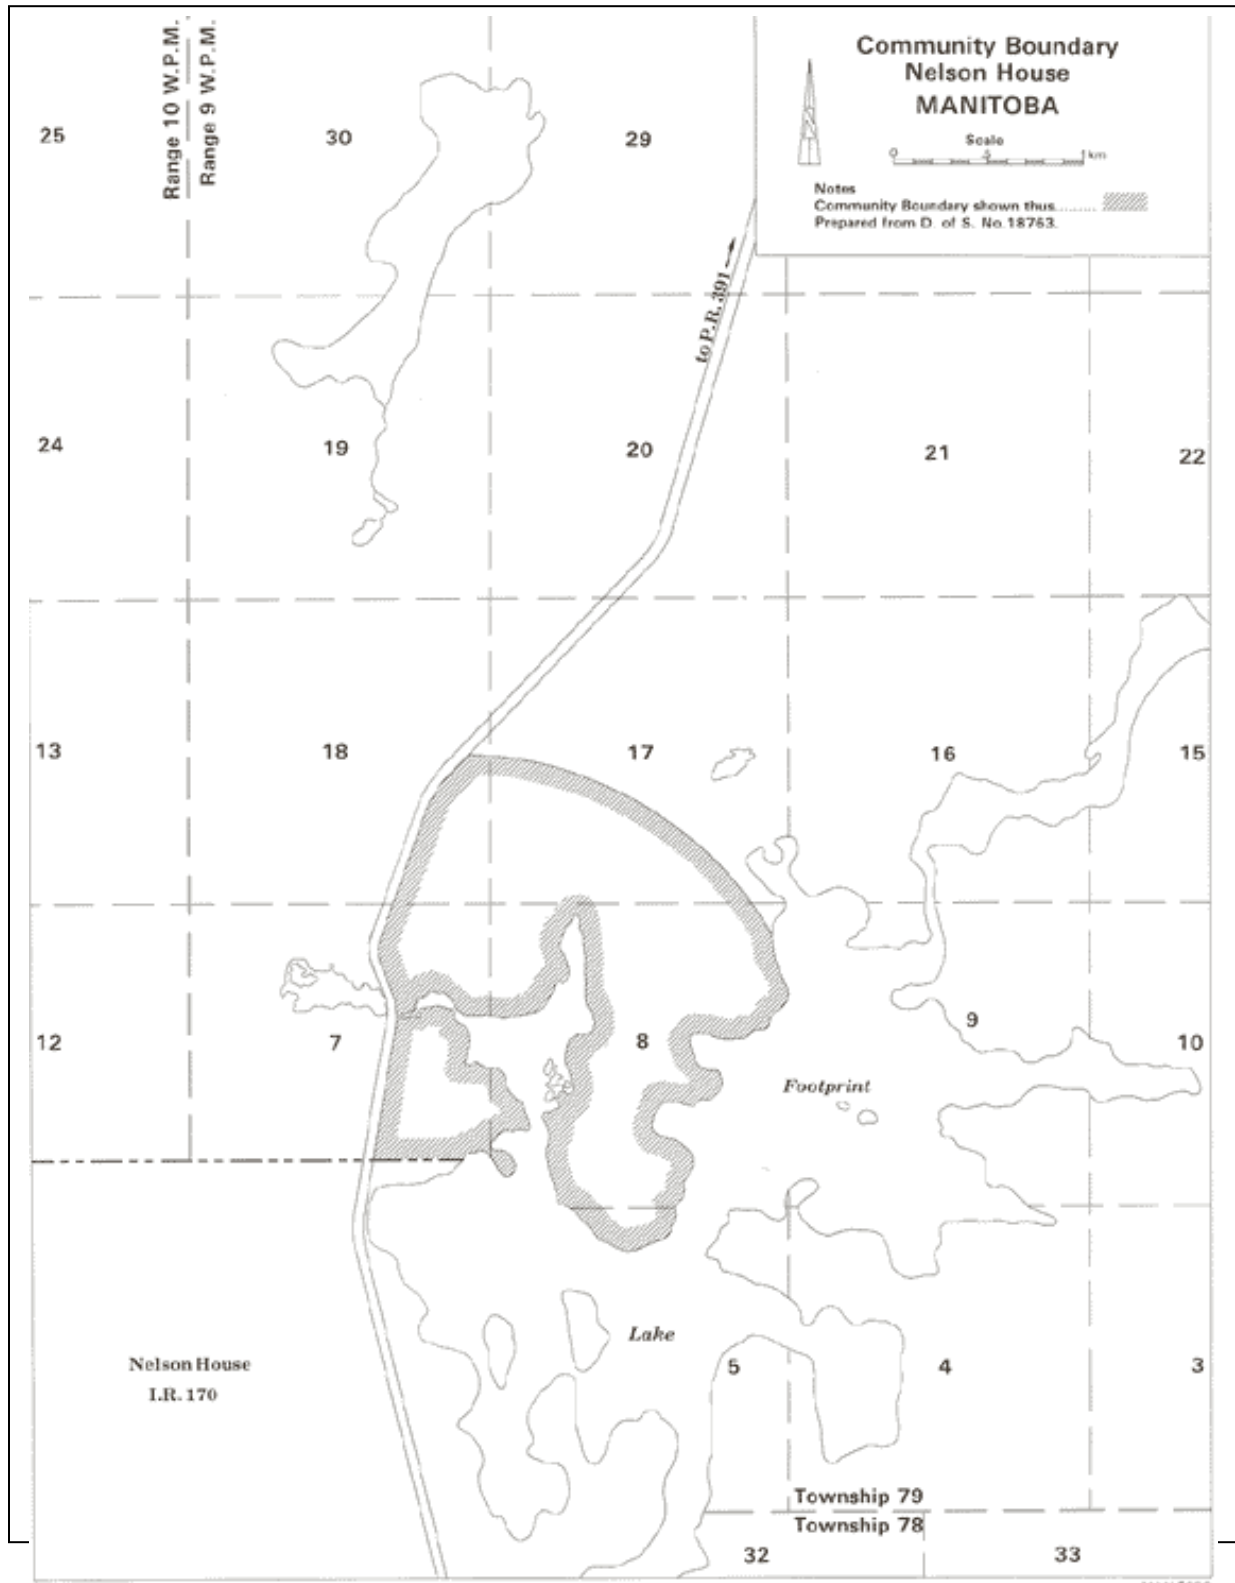 Range 10 W.P.M.
Range 9 W.P.M.
Community Boundary
Nelson House
MANITOBA
Scale
0 .5 1 km
Notes
Community Boundary shown thus........
Prepared from D. of S. No.18763.
25 30 29
to P.R. 391
24 19 20 21 22
13 18 17 16 15
12 7 8 9 10
Footprint
Lake
Nelson House
I.R. 170
5 4 3
Township 79
Township 78
32 33